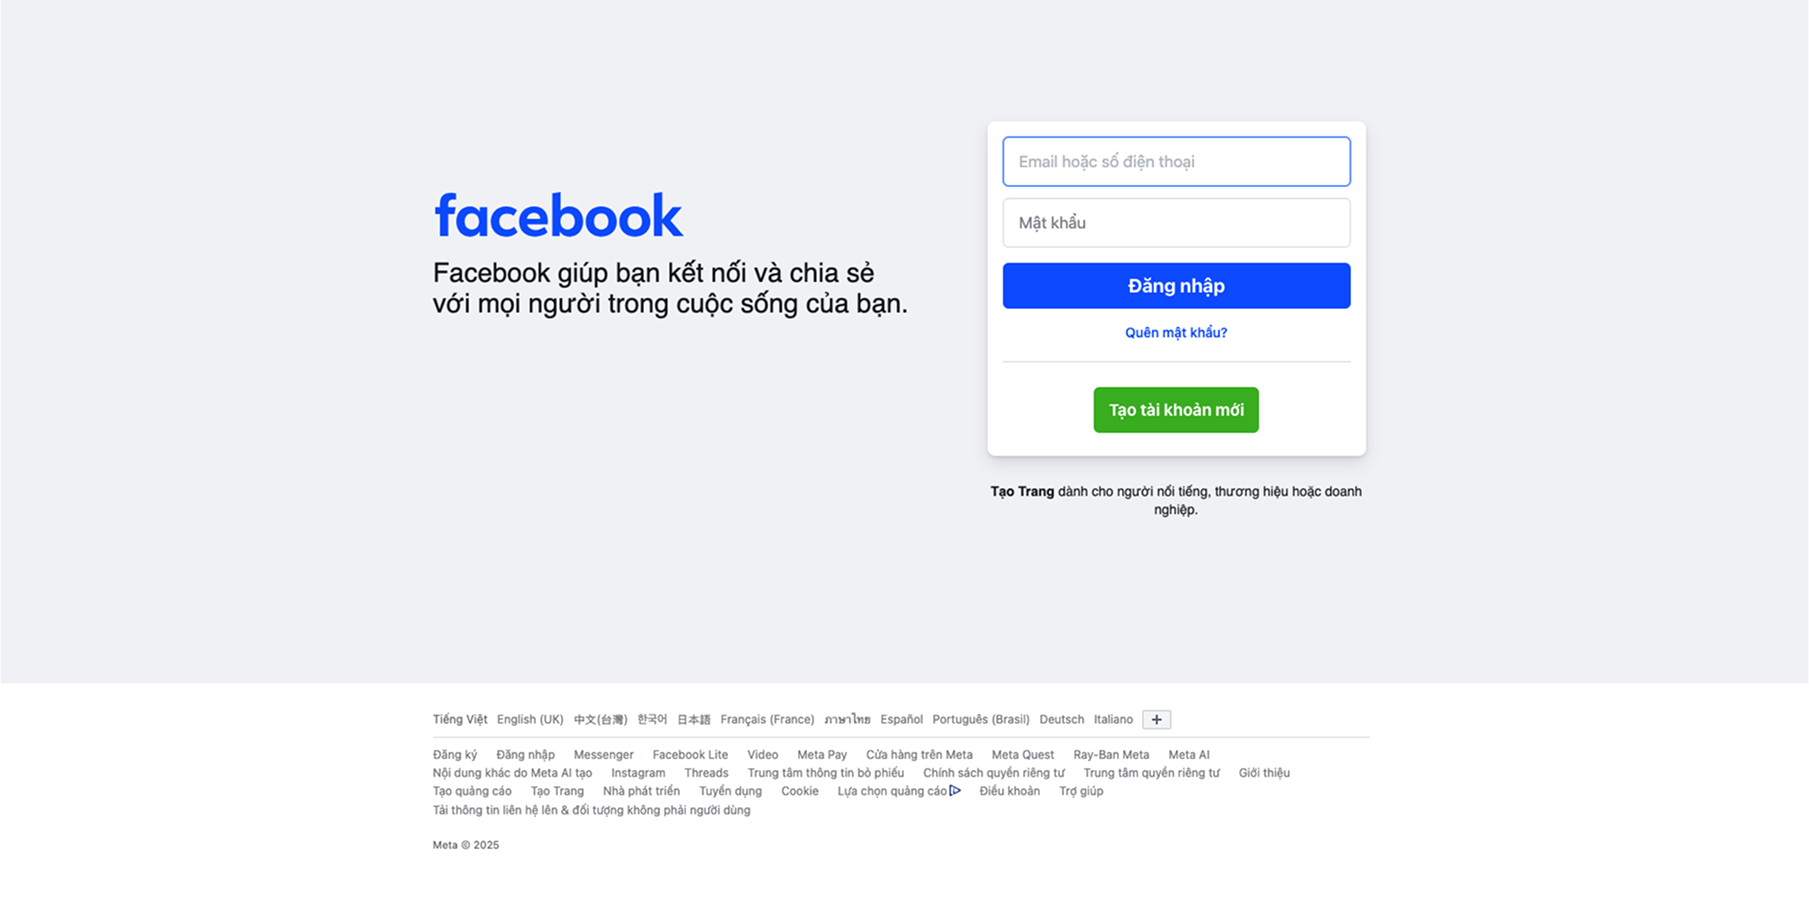 facebook
Facebook giúp bạn kết nối và chia sẻ
với mọi người trong cuộc sống của bạn.
Email hoặc số điện thoại
Mật khẩu
Đăng nhập
Quên mật khẩu?
Tạo tài khoản mới
Tạo Trang dành cho người nổi tiếng, thương hiệu hoặc doanh
nghiệp.
Tiếng Việt English (UK) 中文(台灣) 한국어 日本語 Français (France) ภาษาไทย Español Português (Brasil) Deutsch Italiano +
Đăng ký Đăng nhập Messenger Facebook Lite Video Meta Pay Cửa hàng trên Meta Meta Quest Ray-Ban Meta Meta AI
Nội dung khác do Meta AI tạo Instagram Threads Trung tâm thông tin bỏ phiếu Chính sách quyền riêng tư Trung tâm quyền riêng tư Giới thiệu
Tạo quảng cáo Tạo Trang Nhà phát triển Tuyển dụng Cookie Lựa chọn quảng cáo Điều khoản Trợ giúp
Tải thông tin liên hệ lên & đối tượng không phải người dùng
Meta © 2025